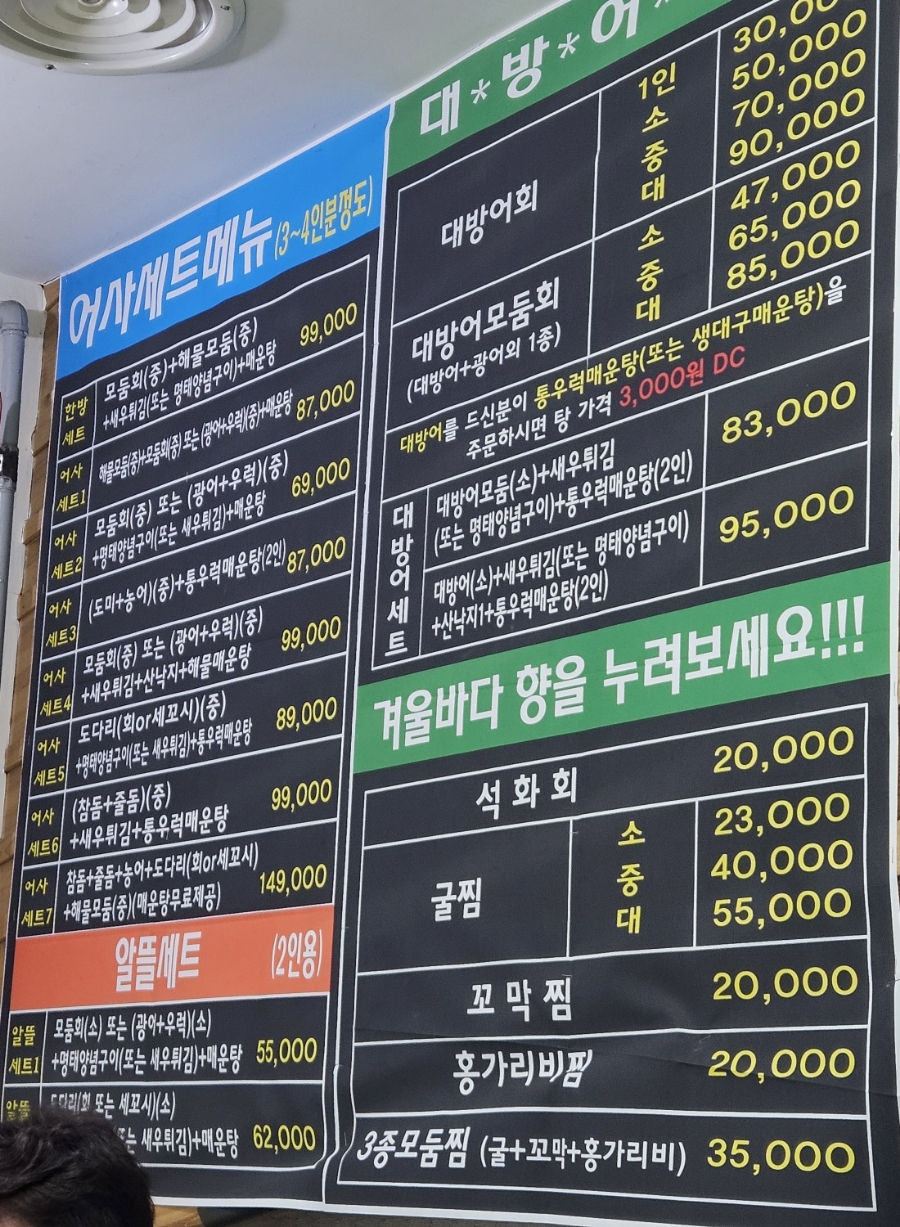 어사세트메뉴 (3~4인분정도)
한방세트
모둠회(중)+해물모둠(중)
+새우튀김(또는 명태양념구이)+매운탕
99,000
어사세트1
해물모둠(중)+모둠회(중) 또는 (광어+우럭)(중)+매운탕
87,000
어사세트2
모둠회(중) 또는 (광어+우럭)(중)
+명태양념구이(또는 새우튀김)+매운탕
69,000
어사세트3
(도미+농어)(중)+통우럭매운탕(2인)
87,000
어사세트4
모둠회(중) 또는 (광어+우럭)(중)
+새우튀김+산낙지+해물매운탕
99,000
어사세트5
도다리(회or세꼬시)(중)
+명태양념구이(또는 새우튀김)+통우럭매운탕
89,000
어사세트6
(참돔+줄돔)(중)
+새우튀김+통우럭매운탕
99,000
어사세트7
참돔+줄돔+농어+도다리(회or세꼬시)
+해물모둠(중)(매운탕무료제공)
149,000
알뜰세트 (2인용)
알뜰세트1
모둠회(소) 또는 (광어+우럭)(소)
+명태양념구이(또는 새우튀김)+매운탕
55,000
알뜰
도다리(회 또는 세꼬시)(소)
또는 새우튀김)+매운탕
62,000
대*방*어*
대방어회
1인 30,00
소 50,000
중 70,000
대 90,000
대방어모둠회
(대방어+광어외 1종)
소 47,000
중 65,000
대 85,000
대방어를 드신분이 통우럭매운탕(또는 생대구매운탕)을
주문하시면 탕 가격 3,000원 DC
대방어세트
대방어모둠(소)+새우튀김
(또는 명태양념구이)+통우럭매운탕(2인)
83,000
대방어(소)+새우튀김(또는 명태양념구이)
+산낙지1+통우럭매운탕(2인)
95,000
겨울바다 향을 누려보세요!!!
석화회 20,000
굴찜
소 23,000
중 40,000
대 55,000
꼬막찜 20,000
홍가리비찜 20,000
3종모둠찜 (굴+꼬막+홍가리비) 35,000